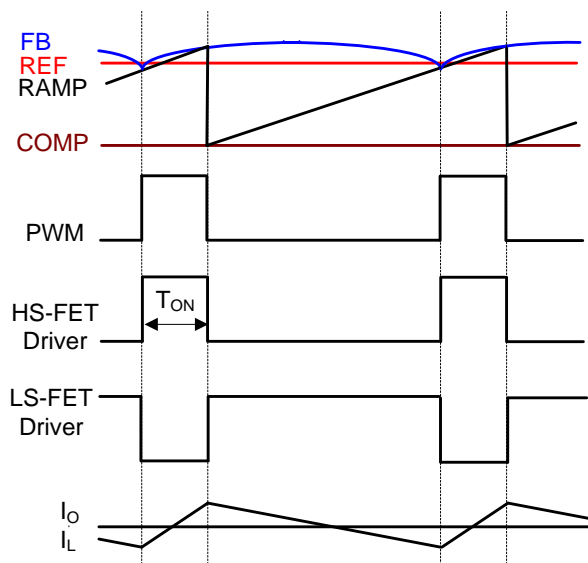 FB
REF
RAMP
COMP
PWM
HS-FET
Driver
TON
LS-FET
Driver
IO
IL